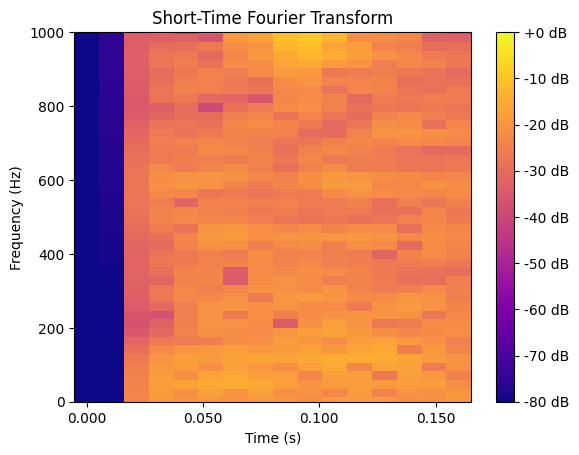 Short-Time Fourier Transform
Frequency (Hz)
1000
800
600
400
200
0
0.000
0.050
0.100
0.150
Time (s)
+0 dB
-10 dB
-20 dB
-30 dB
-40 dB
-50 dB
-60 dB
-70 dB
-80 dB